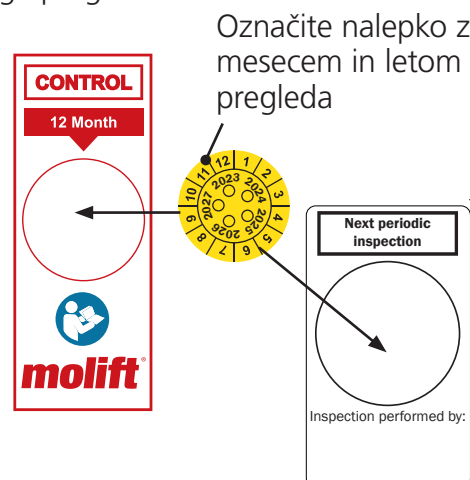 Označite nalepko z
mesecem in letom
pregleda
CONTROL
12 Month
12 1 2 3 4 5 6 7 8 9 10 11
2023 2024 2025 2026 2027
molift®
Next periodic
inspection
Inspection performed by: